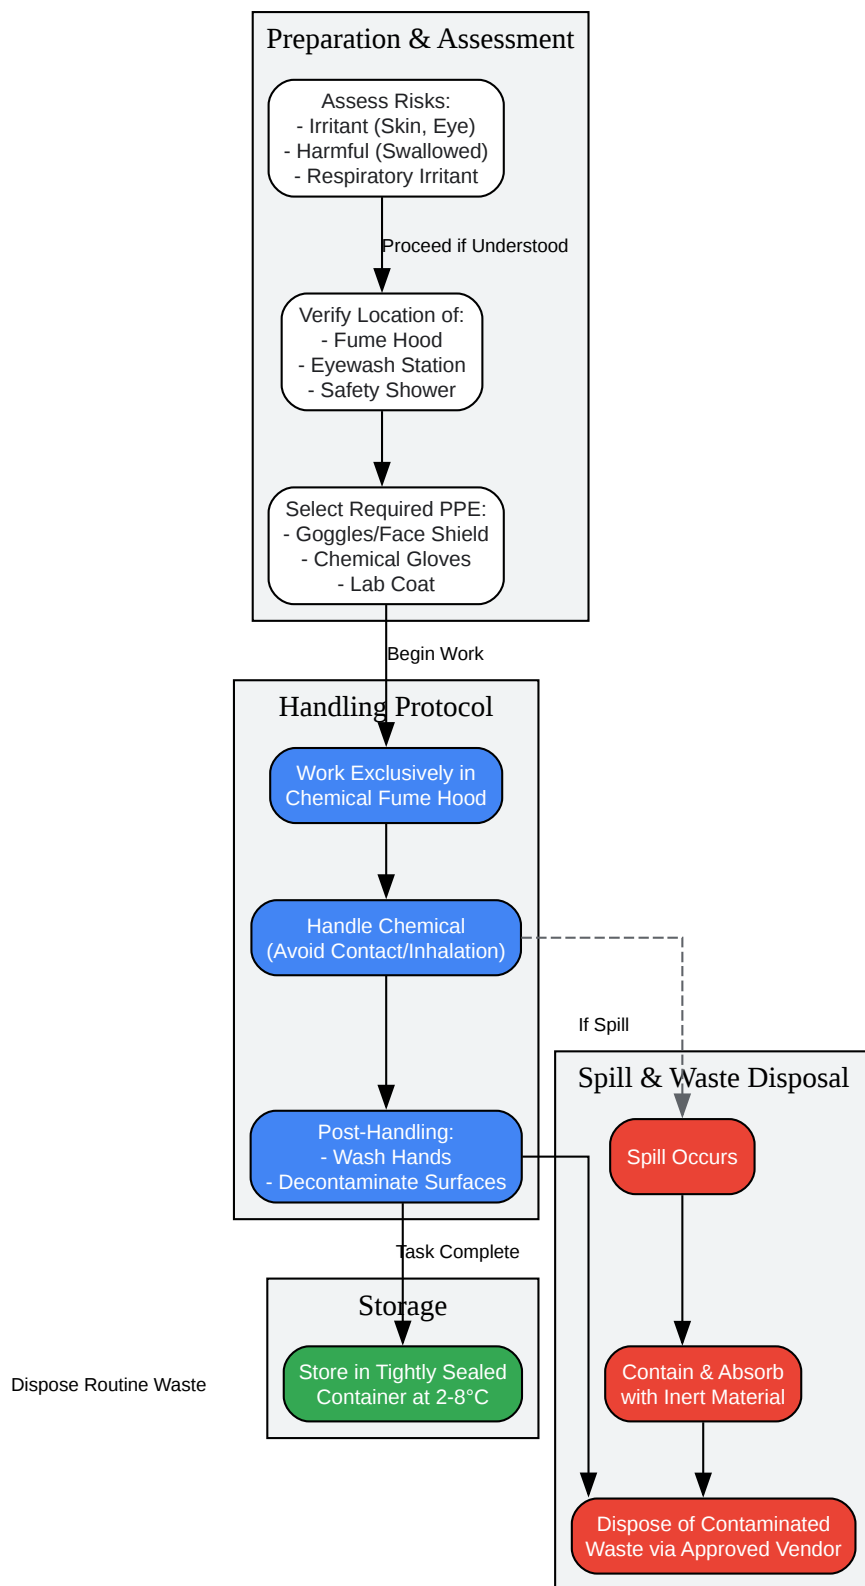 Preparation & Assessment
Assess Risks:
- Irritant (Skin, Eye)
- Harmful (Swallowed)
- Respiratory Irritant
Proceed if Understood
Verify Location of:
- Fume Hood
- Eyewash Station
- Safety Shower
Select Required PPE:
- Goggles/Face Shield
- Chemical Gloves
- Lab Coat
Begin Work
Handling Protocol
Work Exclusively in
Chemical Fume Hood
Handle Chemical
(Avoid Contact/Inhalation)
If Spill
Spill & Waste Disposal
Post-Handling:
- Wash Hands
- Decontaminate Surfaces
Spill Occurs
Task Complete
Storage
Store in Tightly Sealed
Container at 2-8°C
Dispose Routine Waste
Contain & Absorb
with Inert Material
Dispose of Contaminated
Waste via Approved Vendor